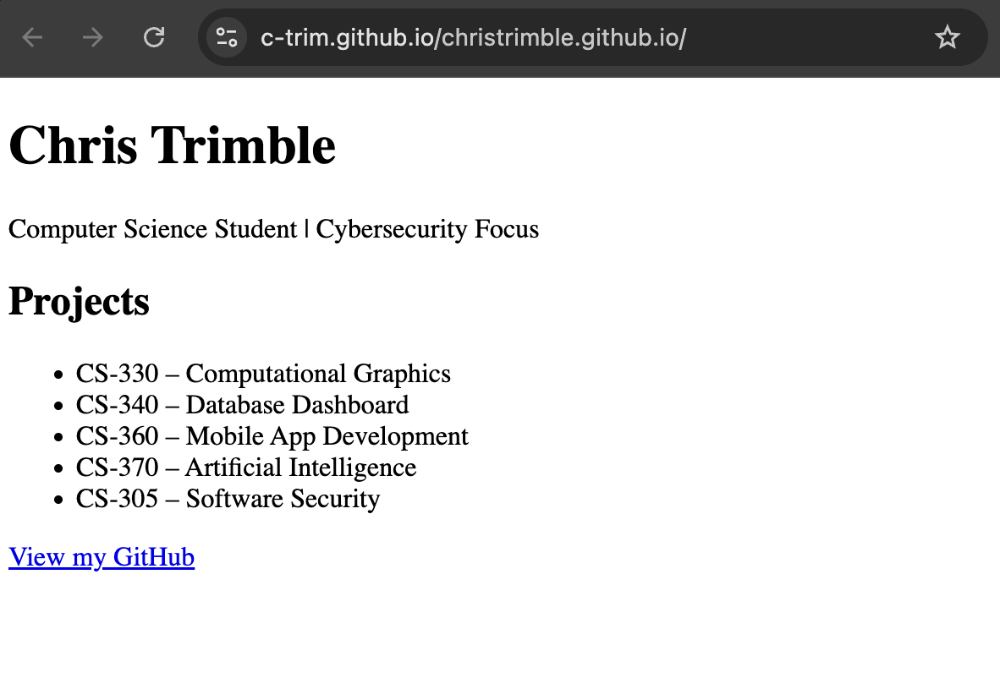 c-trim.github.io/christrimble.github.io/
Chris Trimble
Computer Science Student | Cybersecurity Focus
Projects
• CS-330 – Computational Graphics
• CS-340 – Database Dashboard
• CS-360 – Mobile App Development
• CS-370 – Artificial Intelligence
• CS-305 – Software Security
View my GitHub